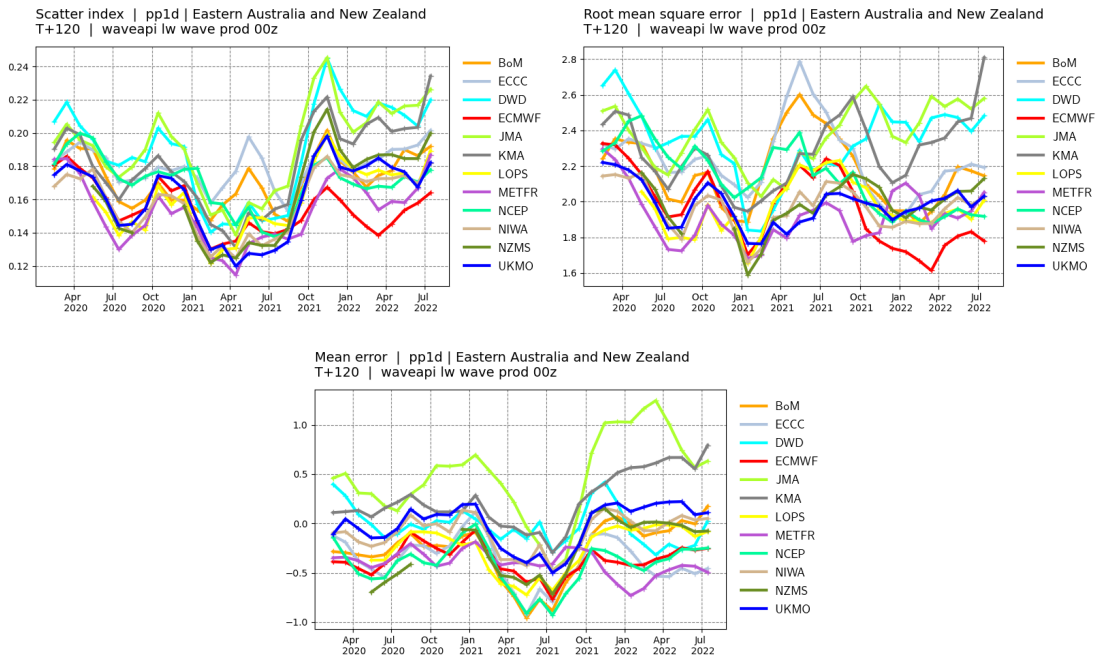 Scatter index | pp1d | Eastern Australia and New Zealand
T+120 | waveapi lw wave prod 00z
0.24
0.22
0.20
0.18
0.16
0.14
0.12
Apr 2020
Jul 2020
Oct 2020
Jan 2021
Apr 2021
Jul 2021
Oct 2021
Jan 2022
Apr 2022
Jul 2022
BoM
ECCC
DWD
ECMWF
JMA
KMA
LOPS
METFR
NCEP
NIWA
NZMS
UKMO
Root mean square error | pp1d | Eastern Australia and New Zealand
T+120 | waveapi lw wave prod 00z
2.8
2.6
2.4
2.2
2.0
1.8
1.6
Apr 2020
Jul 2020
Oct 2020
Jan 2021
Apr 2021
Jul 2021
Oct 2021
Jan 2022
Apr 2022
Jul 2022
BoM
ECCC
DWD
ECMWF
JMA
KMA
LOPS
METFR
NCEP
NIWA
NZMS
UKMO
Mean error | pp1d | Eastern Australia and New Zealand
T+120 | waveapi lw wave prod 00z
1.0
0.5
0.0
−0.5
−1.0
Apr 2020
Jul 2020
Oct 2020
Jan 2021
Apr 2021
Jul 2021
Oct 2021
Jan 2022
Apr 2022
Jul 2022
BoM
ECCC
DWD
ECMWF
JMA
KMA
LOPS
METFR
NCEP
NIWA
NZMS
UKMO